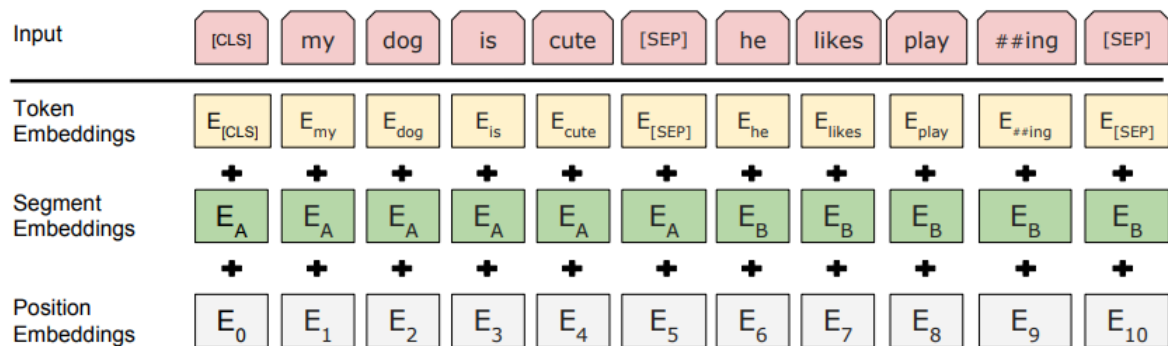 Input [CLS] my dog is cute [SEP] he likes play ##ing [SEP]
Token Embeddings E[CLS] Emy Edog Eis Ecute E[SEP] Ehe Elikes Eplay E##ing E[SEP]
+ + + + + + + + + + +
Segment Embeddings EA EA EA EA EA EA EB EB EB EB EB
+ + + + + + + + + + +
Position Embeddings E0 E1 E2 E3 E4 E5 E6 E7 E8 E9 E10